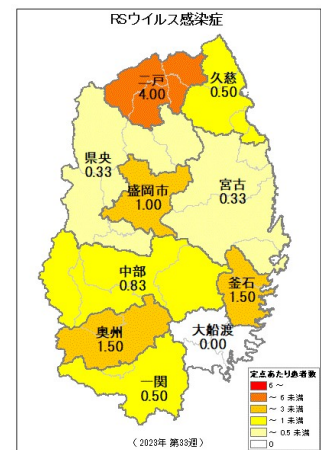 RSウイルス感染症
二戸
4.00
久慈
0.50
県央
0.33
盛岡市
1.00
宮古
0.33
中部
0.83
釜石
1.50
奥州
1.50
大船渡
0.00
一関
0.50
定点あたり患者数
6～
～ 6 未満
～ 3 未満
～ 1 未満
～ 0.5 未満
0
（ 2023年 第33週 ）